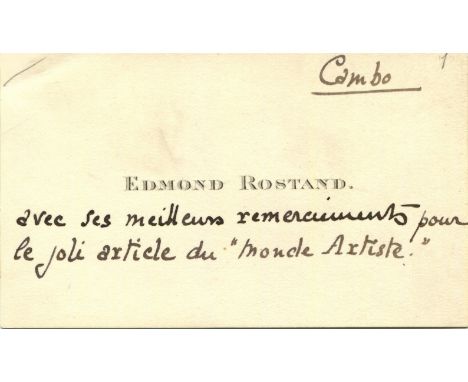 Cambo
EDMOND ROSTAND.
avec ses meilleurs remerciements pour
le joli article du "Monde Artiste."